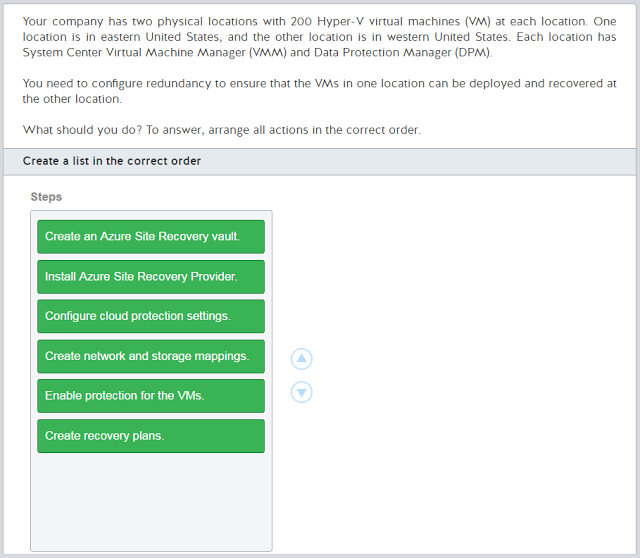 Your company has two physical locations with 200 Hyper-V virtual machines (VM) at each location. One
location is in eastern United States, and the other location is in western United States. Each location has
System Center Virtual Machine Manager (VMM) and Data Protection Manager (DPM).
You need to configure redundancy to ensure that the VMs in one location can be deployed and recovered at
the other location.
What should you do? To answer, arrange all actions in the correct order.
Create a list in the correct order
Steps
Create an Azure Site Recovery vault.
Install Azure Site Recovery Provider.
Configure cloud protection settings.
Create network and storage mappings.
Enable protection for the VMs.
Create recovery plans.